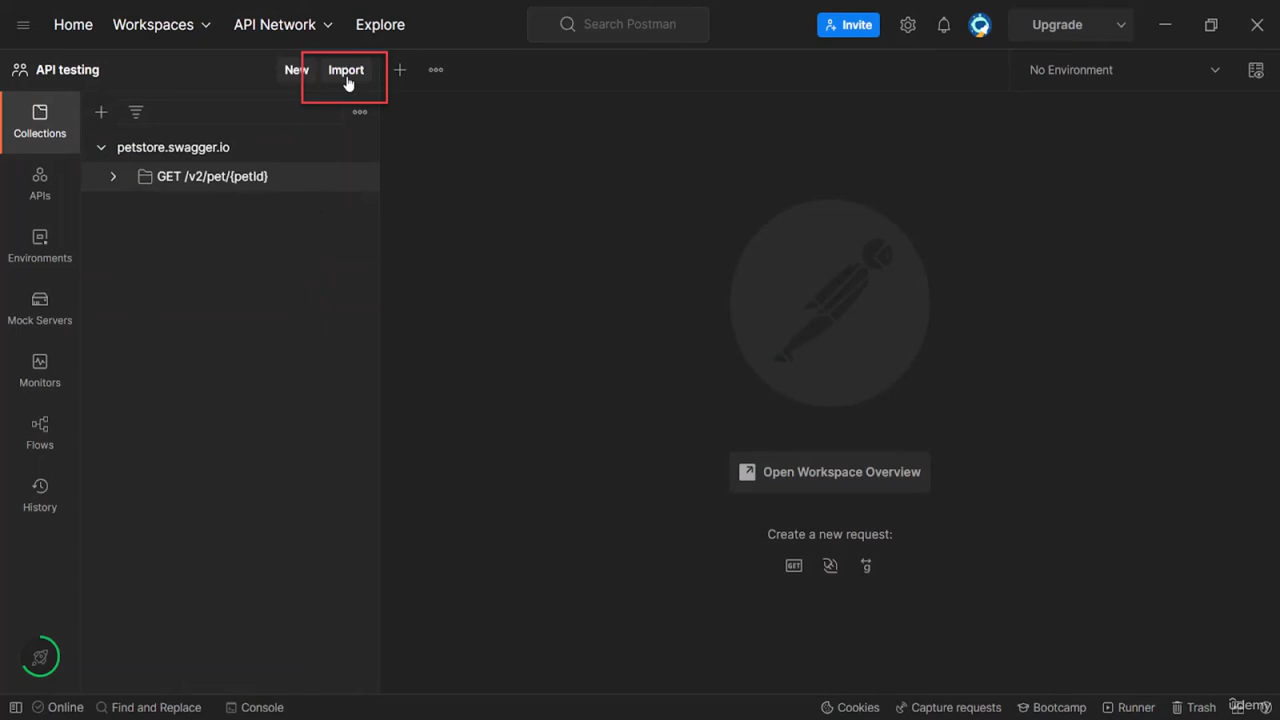 Home Workspaces API Network Explore Search Postman Invite Upgrade
API testing New Import No Environment
Collections
petstore.swagger.io
GET /v2/pet/{petId}
APIs
Environments
Mock Servers
Monitors
Flows
History
Open Workspace Overview
Create a new request:
GET
g
Online Find and Replace Console Cookies Capture requests Bootcamp Runner Trash
udemy